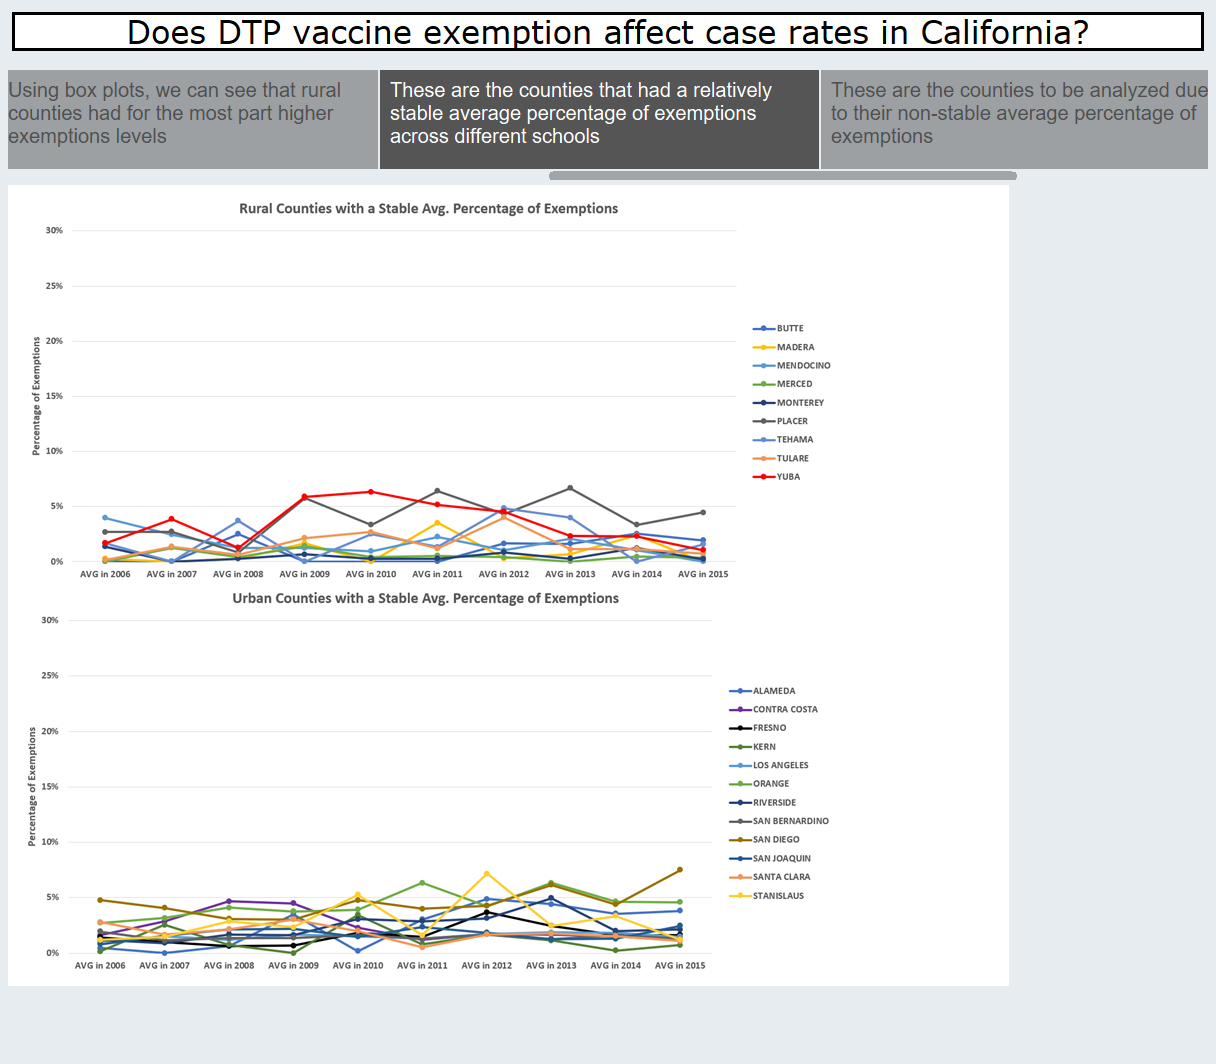 Does DTP vaccine exemption affect case rates in California?
Using box plots, we can see that rural
counties had for the most part higher
exemptions levels
These are the counties that had a relatively
stable average percentage of exemptions
across different schools
These are the counties to be analyzed due
to their non-stable average percentage of
exemptions
Rural Counties with a Stable Avg. Percentage of Exemptions
30%
25%
20%
15%
10%
5%
0%
Percentage of Exemptions
AVG in 2006 AVG in 2007 AVG in 2008 AVG in 2009 AVG in 2010 AVG in 2011 AVG in 2012 AVG in 2013 AVG in 2014 AVG in 2015
BUTTE
MADERA
MENDOCINO
MERCED
MONTEREY
PLACER
TEHAMA
TULARE
YUBA
Urban Counties with a Stable Avg. Percentage of Exemptions
30%
25%
20%
15%
10%
5%
0%
Percentage of Exemptions
AVG in 2006 AVG in 2007 AVG in 2008 AVG in 2009 AVG in 2010 AVG in 2011 AVG in 2012 AVG in 2013 AVG in 2014 AVG in 2015
ALAMEDA
CONTRA COSTA
FRESNO
KERN
LOS ANGELES
ORANGE
RIVERSIDE
SAN BERNARDINO
SAN DIEGO
SAN JOAQUIN
SANTA CLARA
STANISLAUS